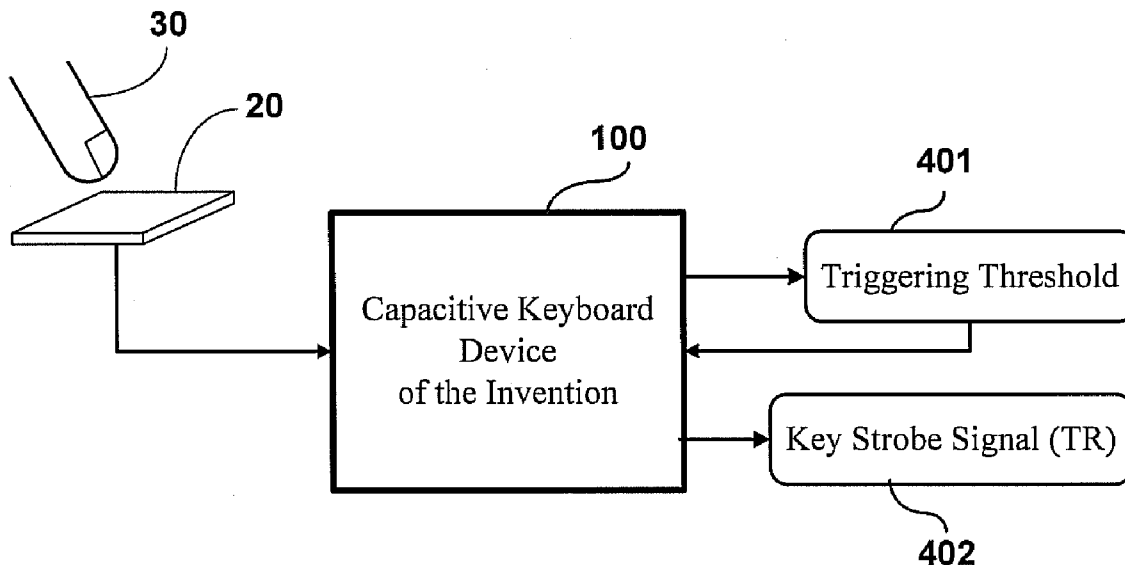 30
20
100
401
Triggering Threshold
Capacitive Keyboard
Device
of the Invention
Key Strobe Signal (TR)
402